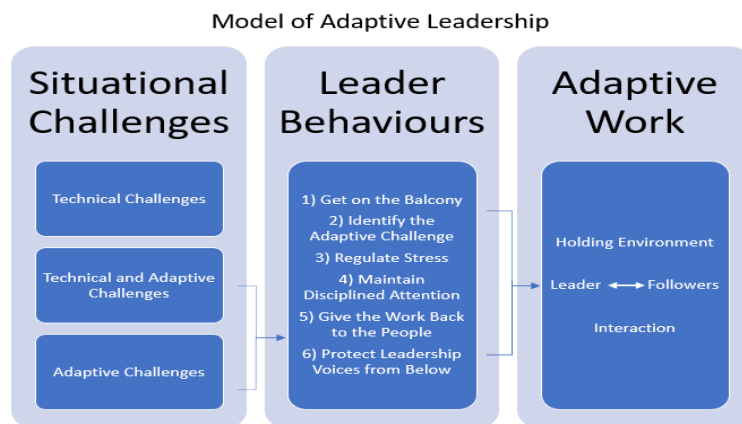 Model of Adaptive Leadership
Situational
Challenges
Technical Challenges
Technical and Adaptive
Challenges
Adaptive Challenges
Leader
Behaviours
1) Get on the Balcony
2) Identify the
Adaptive Challenge
3) Regulate Stress
4) Maintain
Disciplined Attention
5) Give the Work Back
to the People
6) Protect Leadership
Voices from Below
Adaptive
Work
Holding Environment
Leader Followers
Interaction